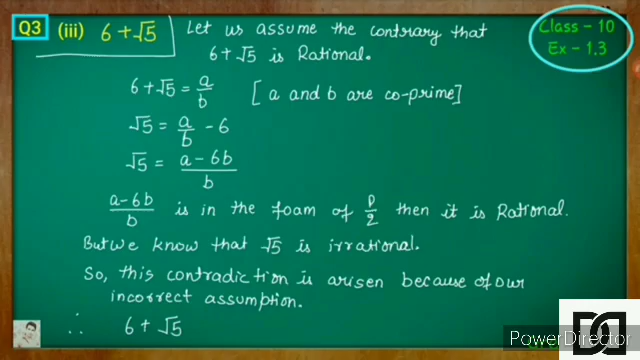 Q3 (iii) 6 + √5
Let us assume the contrary that
6 + √5 is Rational.
Class - 10
Ex - 1.3
6 + √5 = a/b [a and b are co-prime]
√5 = a/b - 6
√5 = (a - 6b)/b
(a - 6b)/b is in the foam of p/2 then it is Rational.
But we know that √5 is irrational.
So, this contradiction is arisen because of our
incorrect assumption.
∴ 6 + √5
PowerDirector